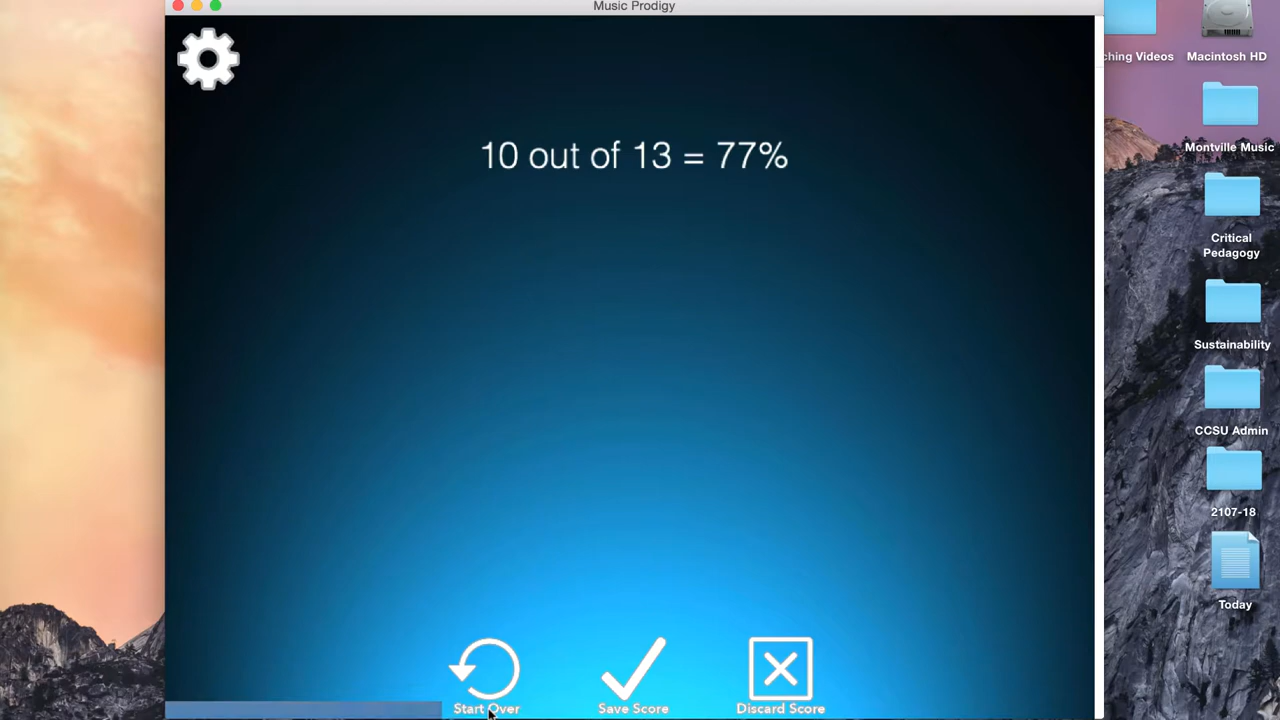 Music Prodigy
ching Videos
Macintosh HD
10 out of 13 = 77%
Montville Music
Critical
Pedagogy
Sustainability
CCSU Admin
2107-18
Today
Start Over
Save Score
Discard Score